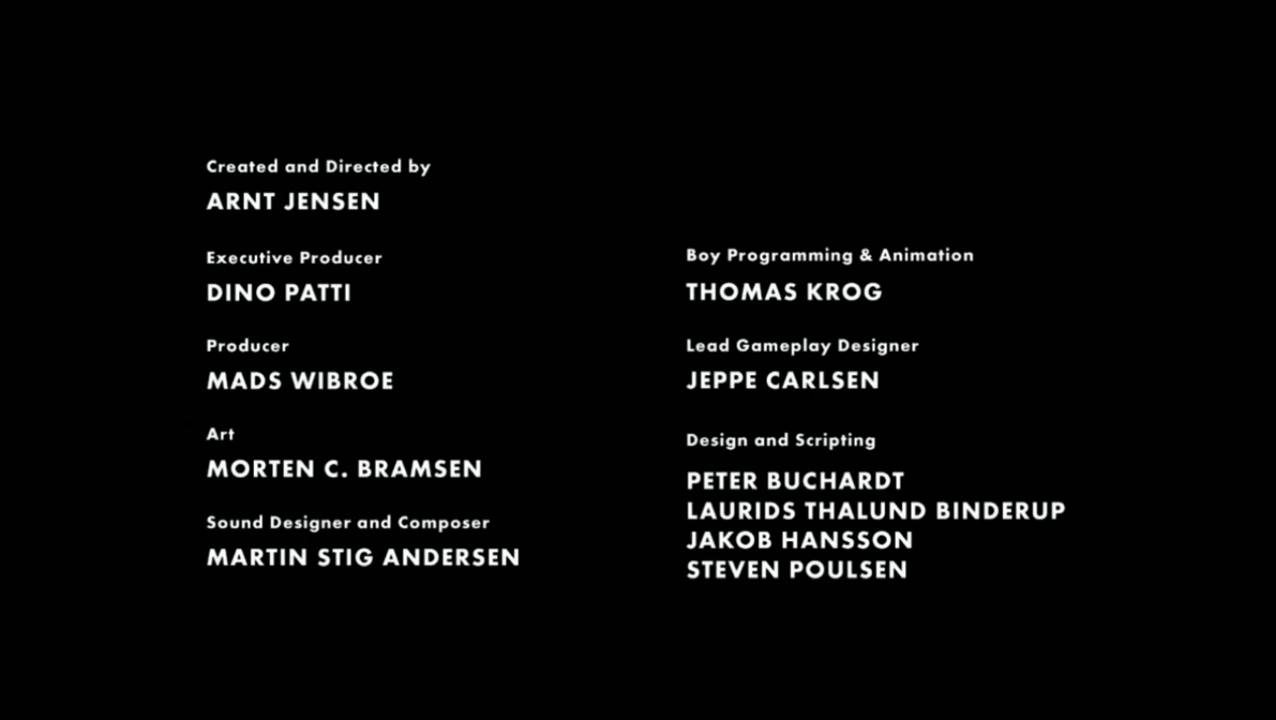 Created and Directed by
ARNT JENSEN
Executive Producer
DINO PATTI
Producer
MADS WIBROE
Art
MORTEN C. BRAMSEN
Sound Designer and Composer
MARTIN STIG ANDERSEN
Boy Programming & Animation
THOMAS KROG
Lead Gameplay Designer
JEPPE CARLSEN
Design and Scripting
PETER BUCHARDT
LAURIDS THALUND BINDERUP
JAKOB HANSSON
STEVEN POULSEN